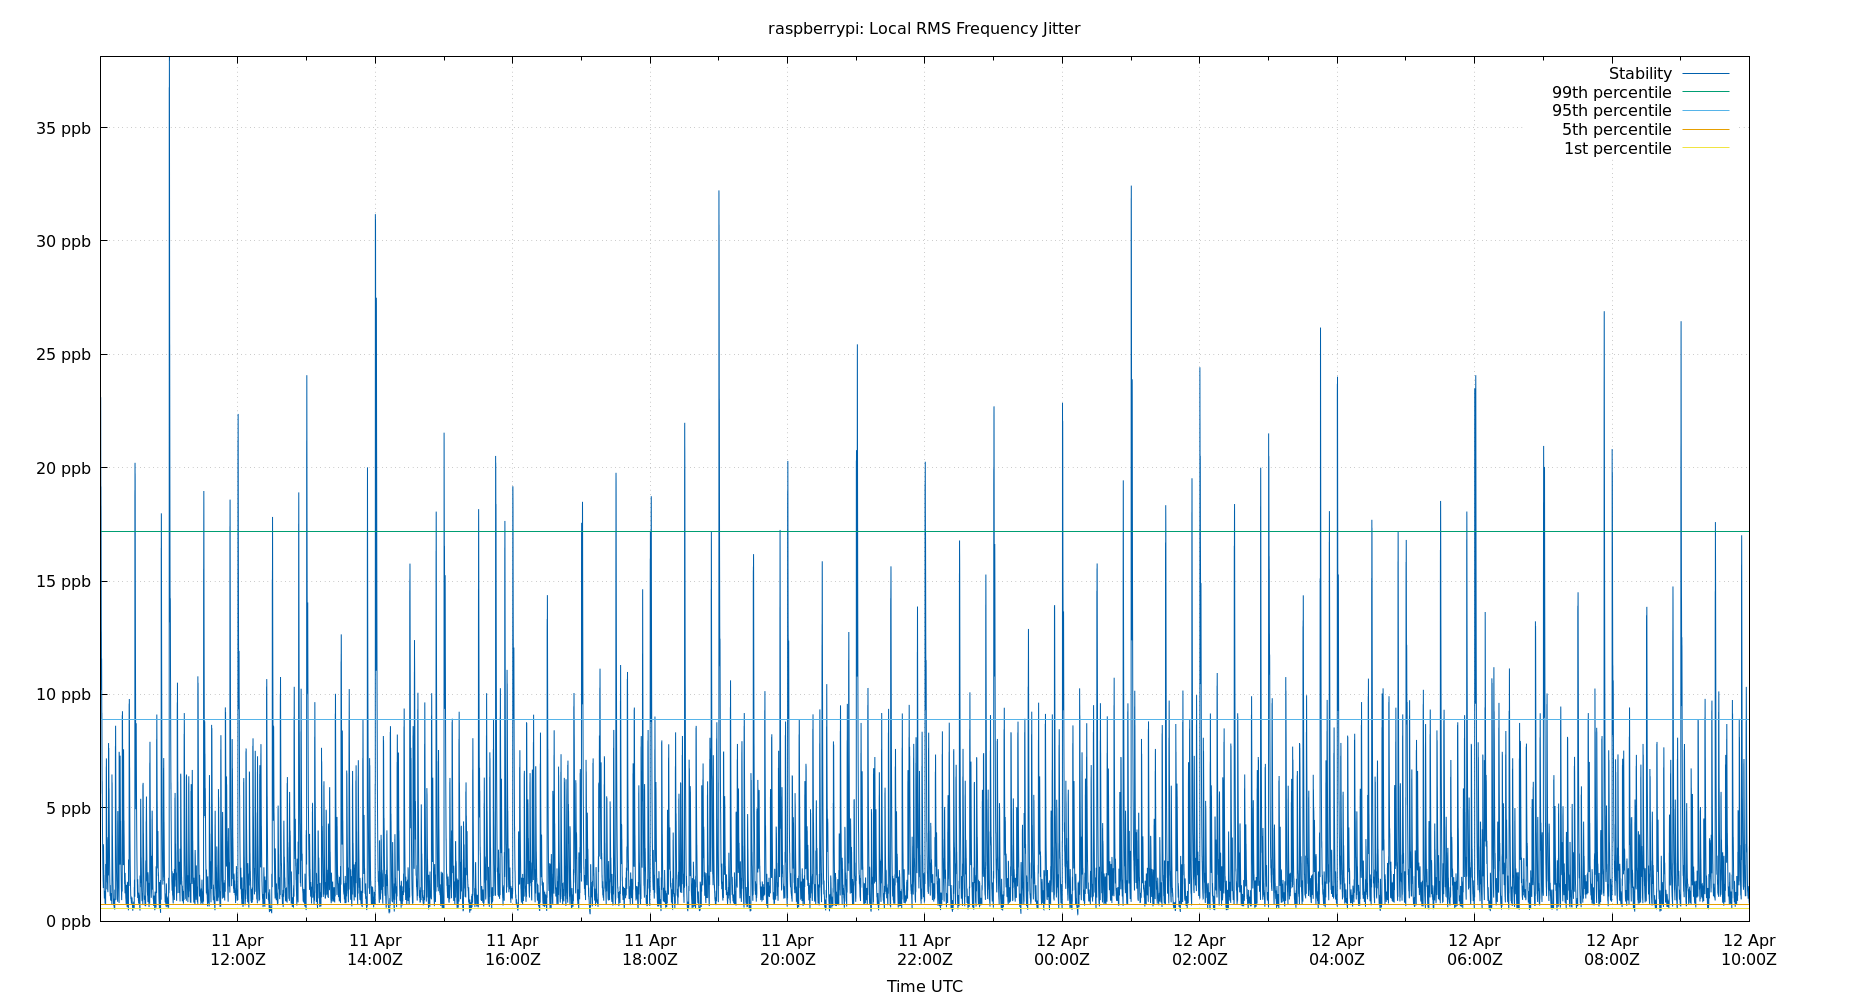 raspberrypi: Local RMS Frequency Jitter
Stability
99th percentile
95th percentile
5th percentile
1st percentile
35 ppb
30 ppb
25 ppb
20 ppb
15 ppb
10 ppb
5 ppb
0 ppb
11 Apr 11 Apr 11 Apr 11 Apr 11 Apr 11 Apr 12 Apr 12 Apr 12 Apr 12 Apr 12 Apr 12 Apr
12:00Z 14:00Z 16:00Z 18:00Z 20:00Z 22:00Z 00:00Z 02:00Z 04:00Z 06:00Z 08:00Z 10:00Z
Time UTC